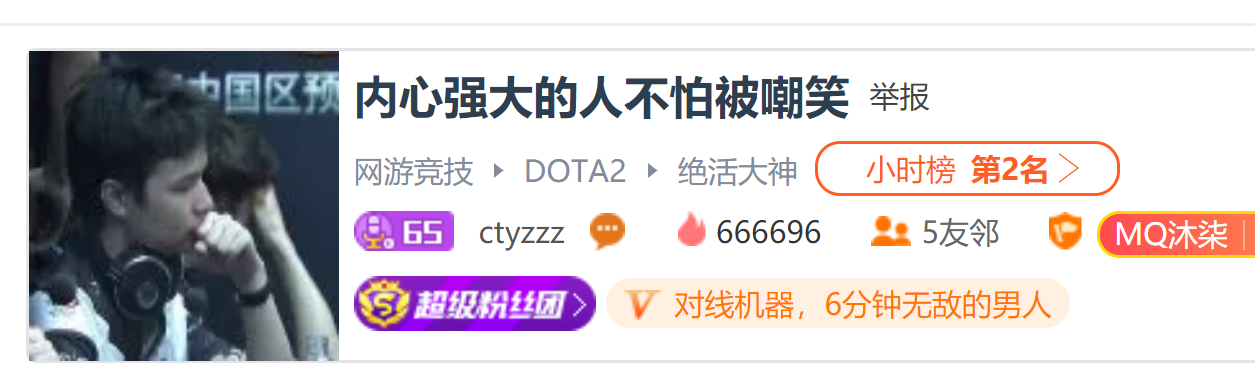 中国区预
内心强大的人不怕被嘲笑 举报
网游竞技 DOTA2 绝活大神 小时榜 第2名
65 ctyzzz 666696 5友邻 MQ沐柒
S 超级粉丝团 V 对线机器，6分钟无敌的男人